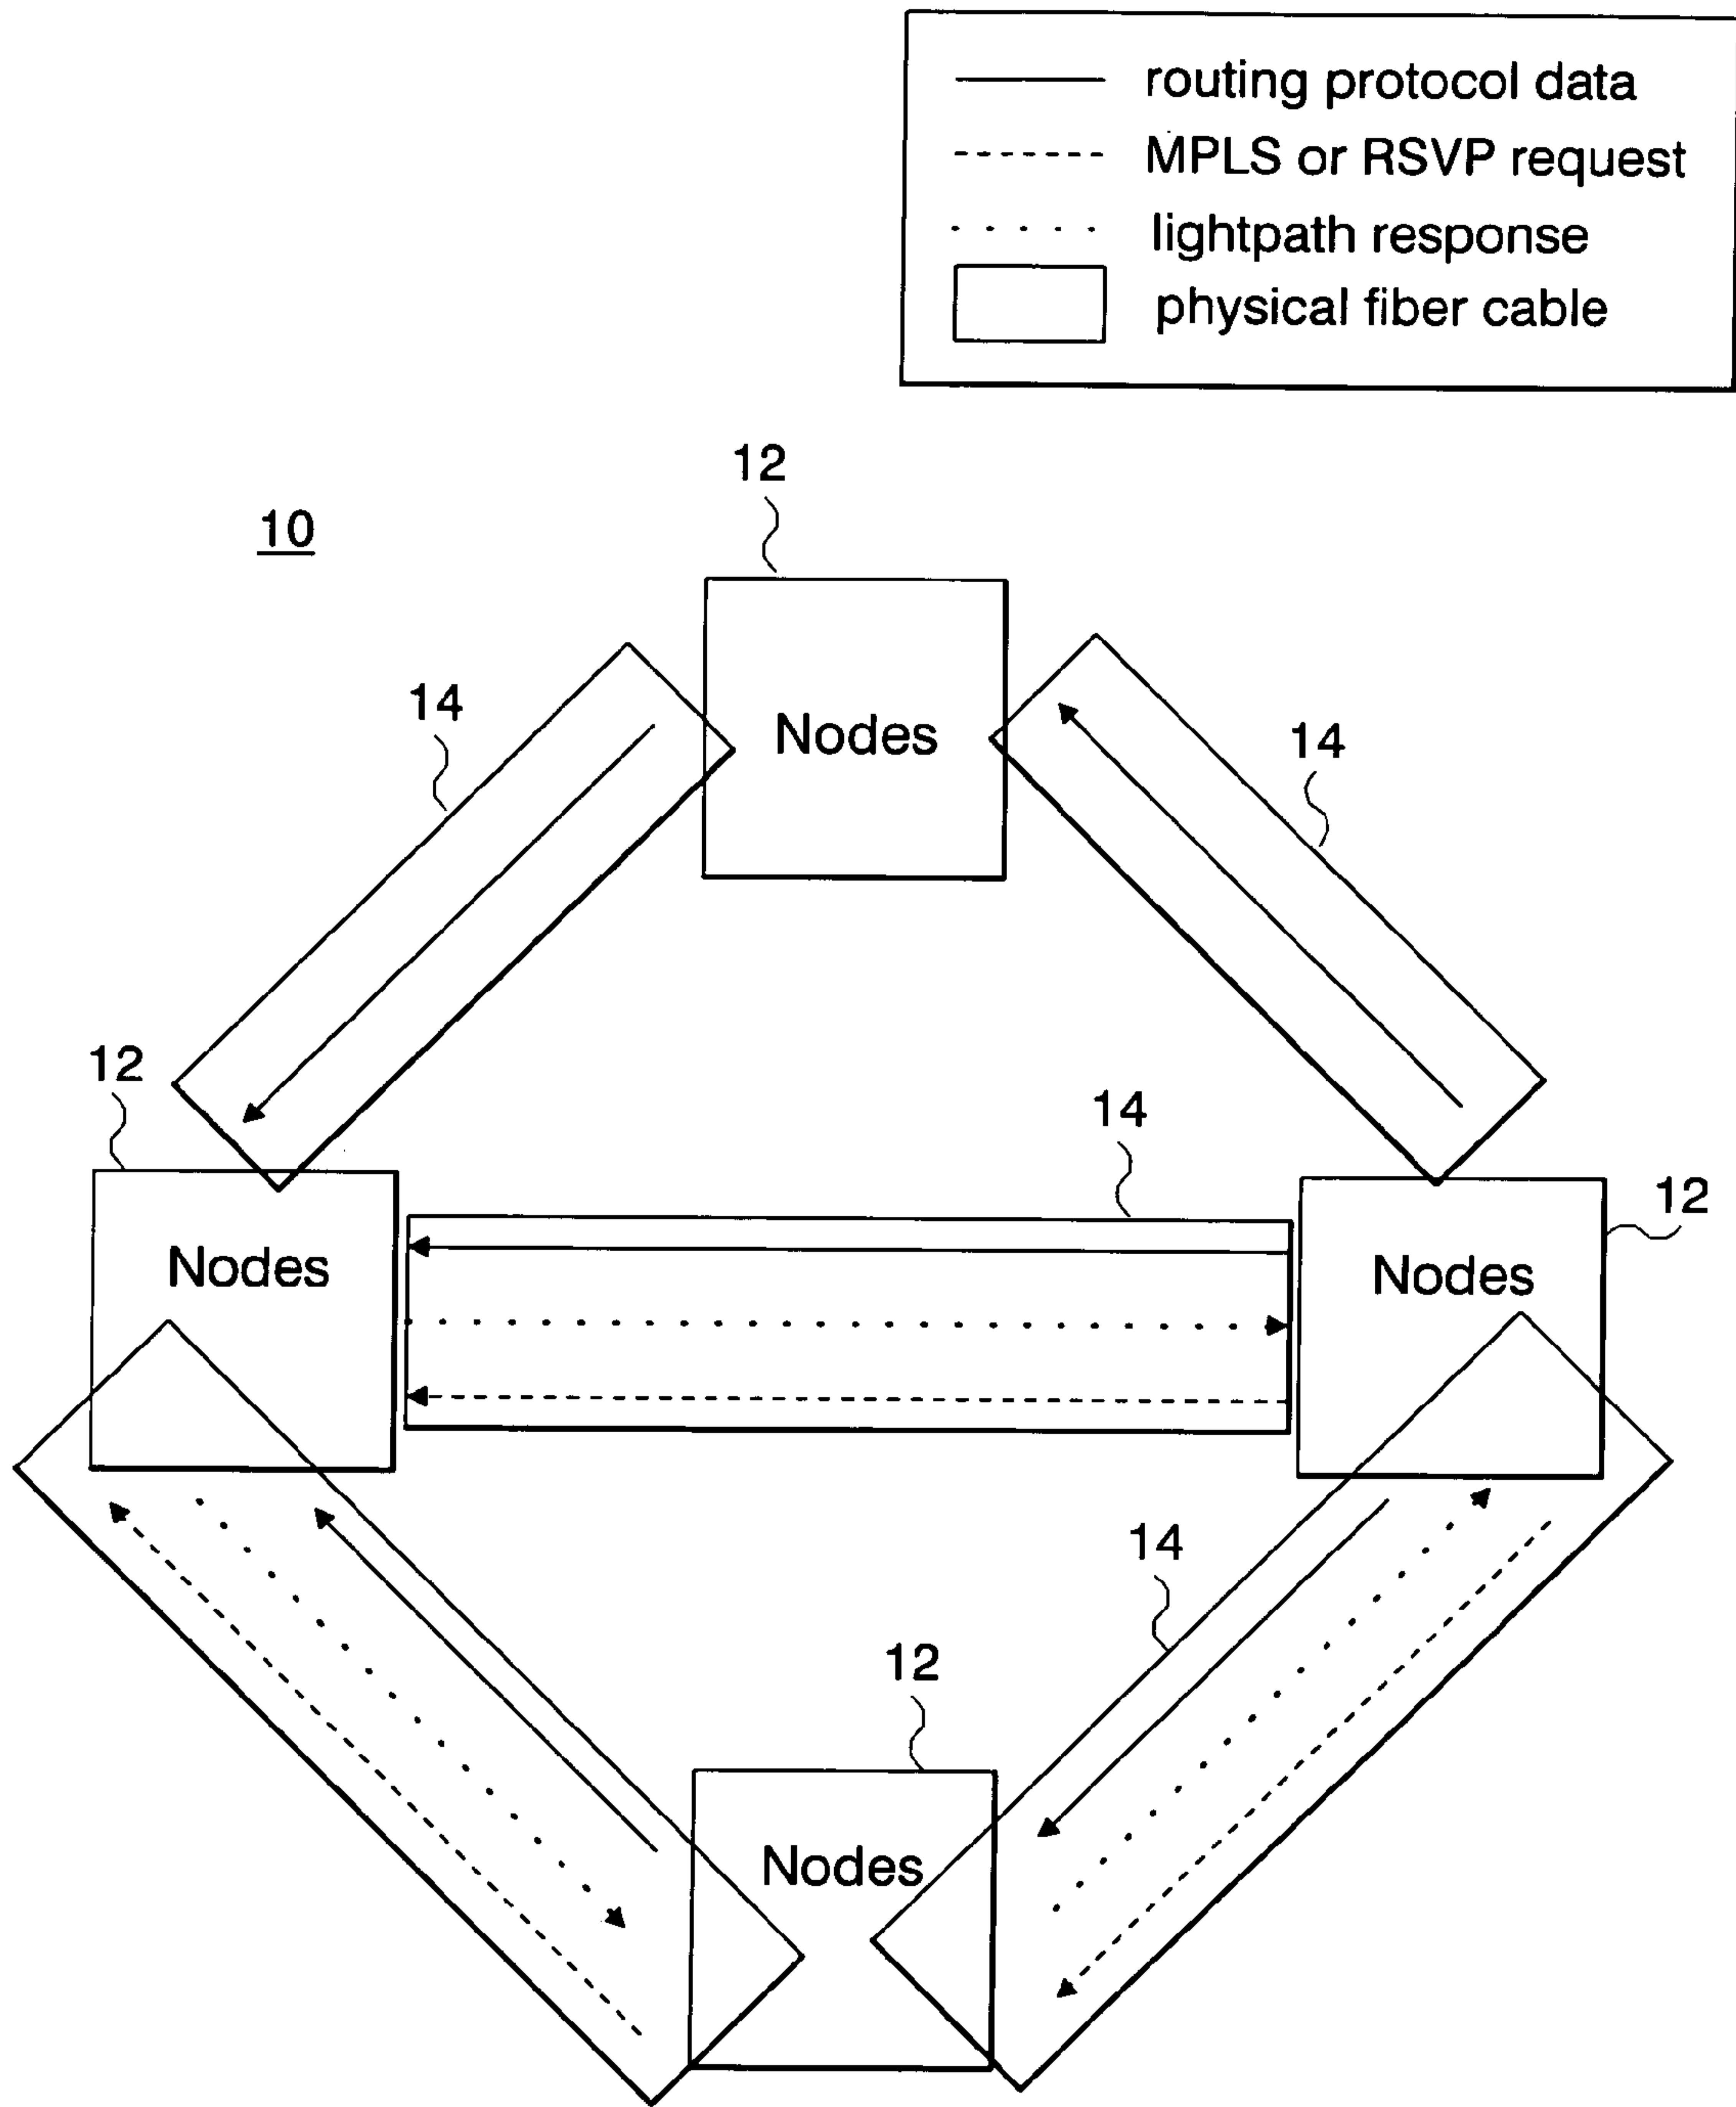 routing protocol data
MPLS or RSVP request
lightpath response
physical fiber cable
12
10
14
Nodes
14
12
14
12
Nodes
Nodes
14
12
Nodes